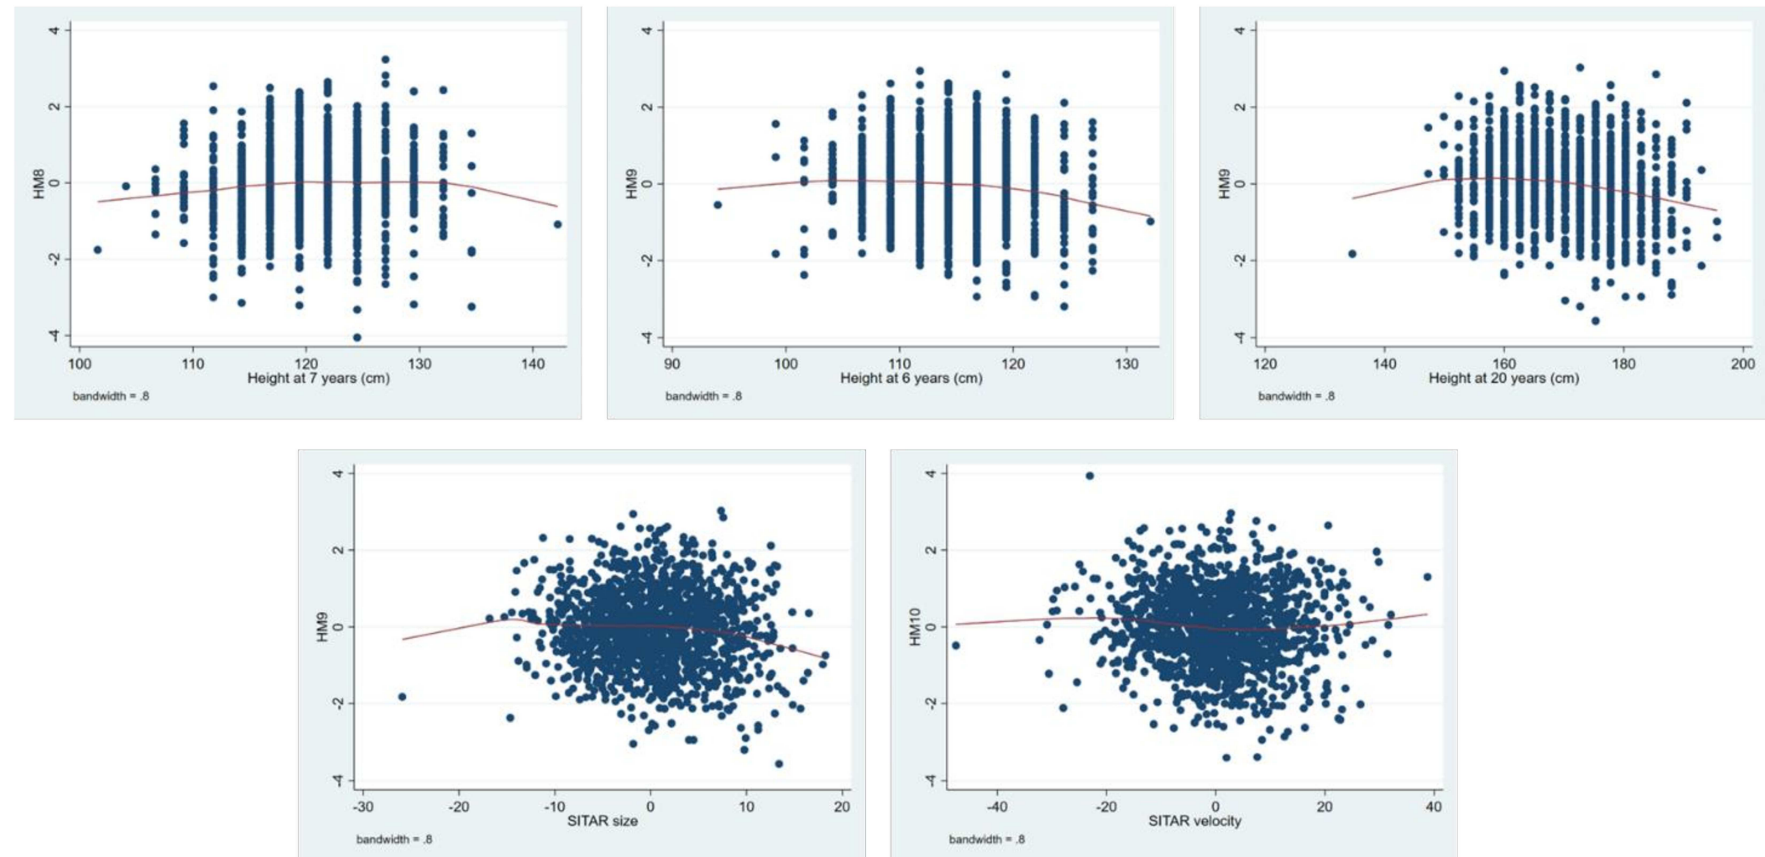 4
2
0
-2
-4
HM8
100 110 120 130 140
Height at 7 years (cm)
bandwidth = .8
4
2
0
-2
-4
HM9
90 100 110 120 130
Height at 6 years (cm)
bandwidth = .8
4
2
0
-2
-4
HM9
120 140 160 180 200
Height at 20 years (cm)
bandwidth = .8
4
2
0
-2
-4
HM9
-30 -20 -10 0 10 20
SITAR size
bandwidth = .8
4
2
0
-2
-4
HM10
-40 -20 0 20 40
SITAR velocity
bandwidth = .8